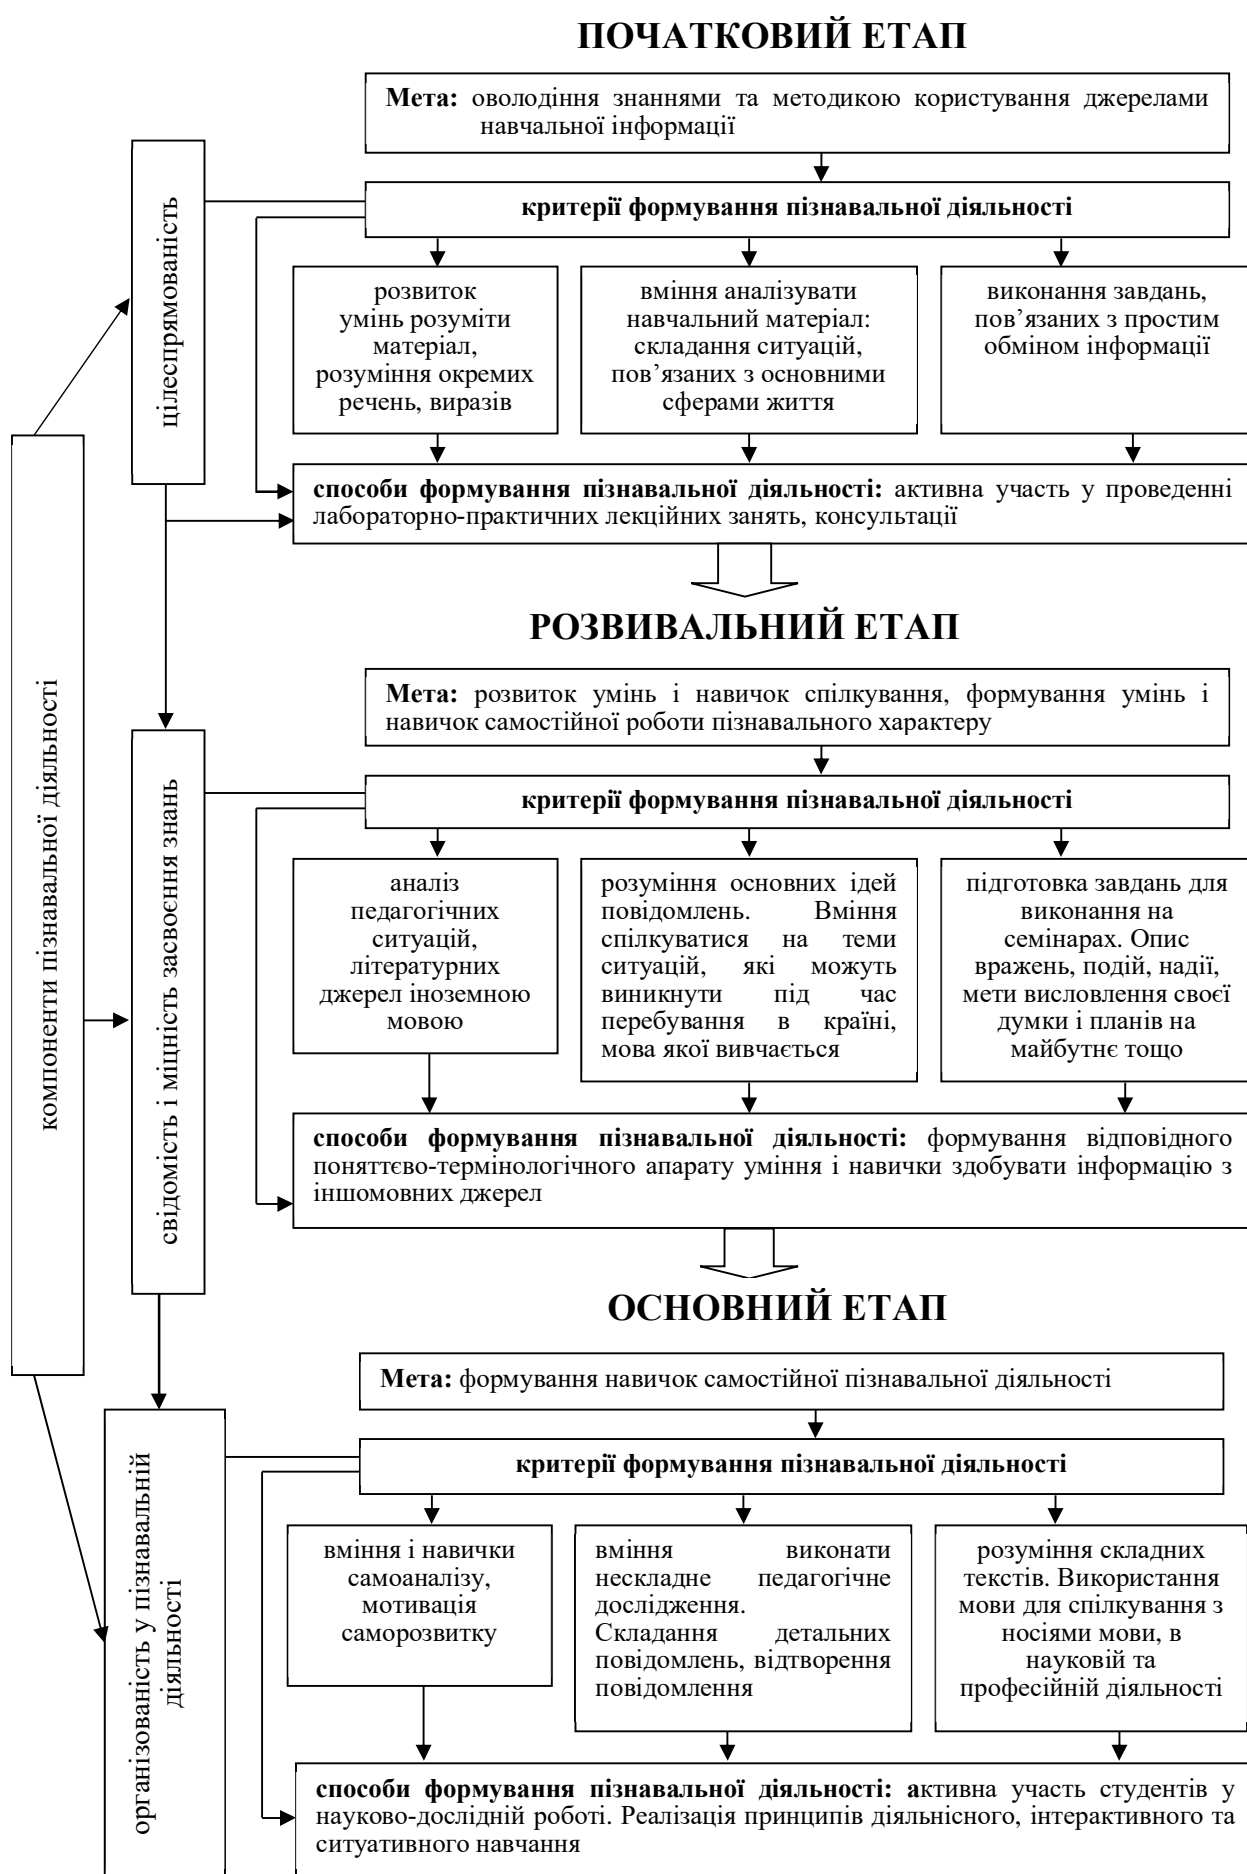 ПОЧАТКОВИЙ ЕТАП
Мета: оволодіння знаннями та методикою користування джерелами
навчальної інформації
цілеспрямованість
критерії формування пізнавальної діяльності
розвиток
умінь розуміти
матеріал,
розуміння окремих
речень, виразів
вміння аналізувати
навчальний матеріал:
складання ситуацій,
пов’язаних з основними
сферами життя
виконання завдань,
пов’язаних з простим
обміном інформації
способи формування пізнавальної діяльності: активна участь у проведенні
лабораторно-практичних лекційних занять, консультації
компоненти пізнавальної діяльності
РОЗВИВАЛЬНИЙ ЕТАП
Мета: розвиток умінь і навичок спілкування, формування умінь і
навичок самостійної роботи пізнавального характеру
свідомість і міцність засвоєння знань
критерії формування пізнавальної діяльності
аналіз
педагогічних
ситуацій,
літературних
джерел іноземною
мовою
розуміння основних ідей
повідомлень. Вміння
спілкуватися на теми
ситуацій, які можуть
виникнути під час
перебування в країні,
мова якої вивчається
підготовка завдань для
виконання на
семінарах. Опис
вражень, подій, надії,
мети висловлення своєї
думки і планів на
майбутнє тощо
способи формування пізнавальної діяльності: формування відповідного
поняттєво-термінологічного апарату уміння і навички здобувати інформацію з
іншомовних джерел
ОСНОВНИЙ ЕТАП
Мета: формування навичок самостійної пізнавальної діяльності
організованість у пізнавальній
діяльності
критерії формування пізнавальної діяльності
вміння і навички
самоаналізу,
мотивація
саморозвитку
вміння виконати
нескладне педагогічне
дослідження.
Складання детальних
повідомлень, відтворення
повідомлення
розуміння складних
текстів. Використання
мови для спілкування з
носіями мови, в
науковій та
професійній діяльності
способи формування пізнавальної діяльності: активна участь студентів у
науково-дослідній роботі. Реалізація принципів діяльнісного, інтерактивного та
ситуативного навчання